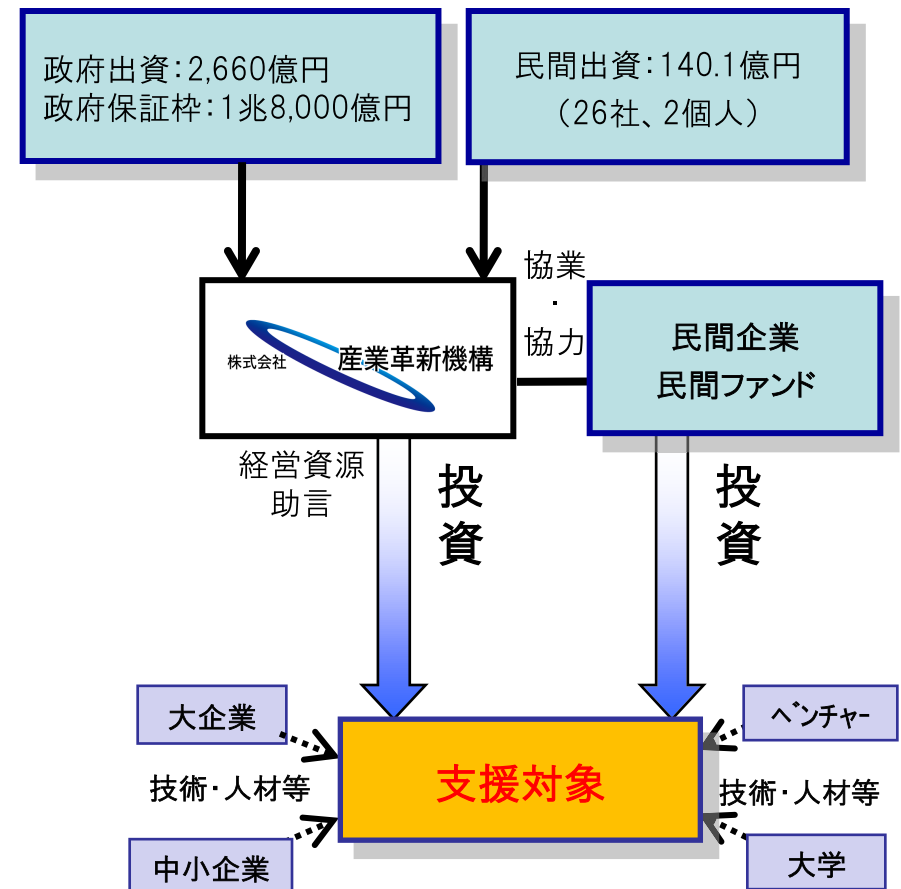 政府出資：2,660億円
政府保証枠：1兆8,000億円
民間出資：140.1億円
（26社、2個人）
協業
・
協力
株式会社 産業革新機構
民間企業
民間ファンド
経営資源
助言
投資
投資
大企業
ベンチャー
支援対象
技術・人材等
技術・人材等
中小企業
大学